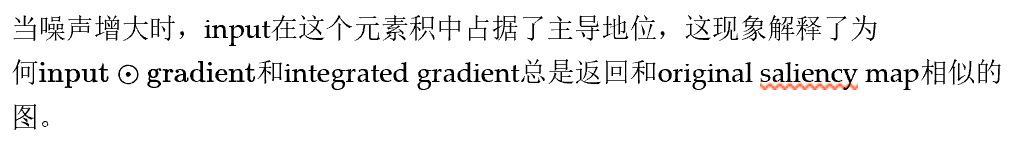 当噪声增大时，input在这个元素积中占据了主导地位，这现象解释了为
何input ⊙ gradient和integrated gradient总是返回和original saliency map相似的
图。